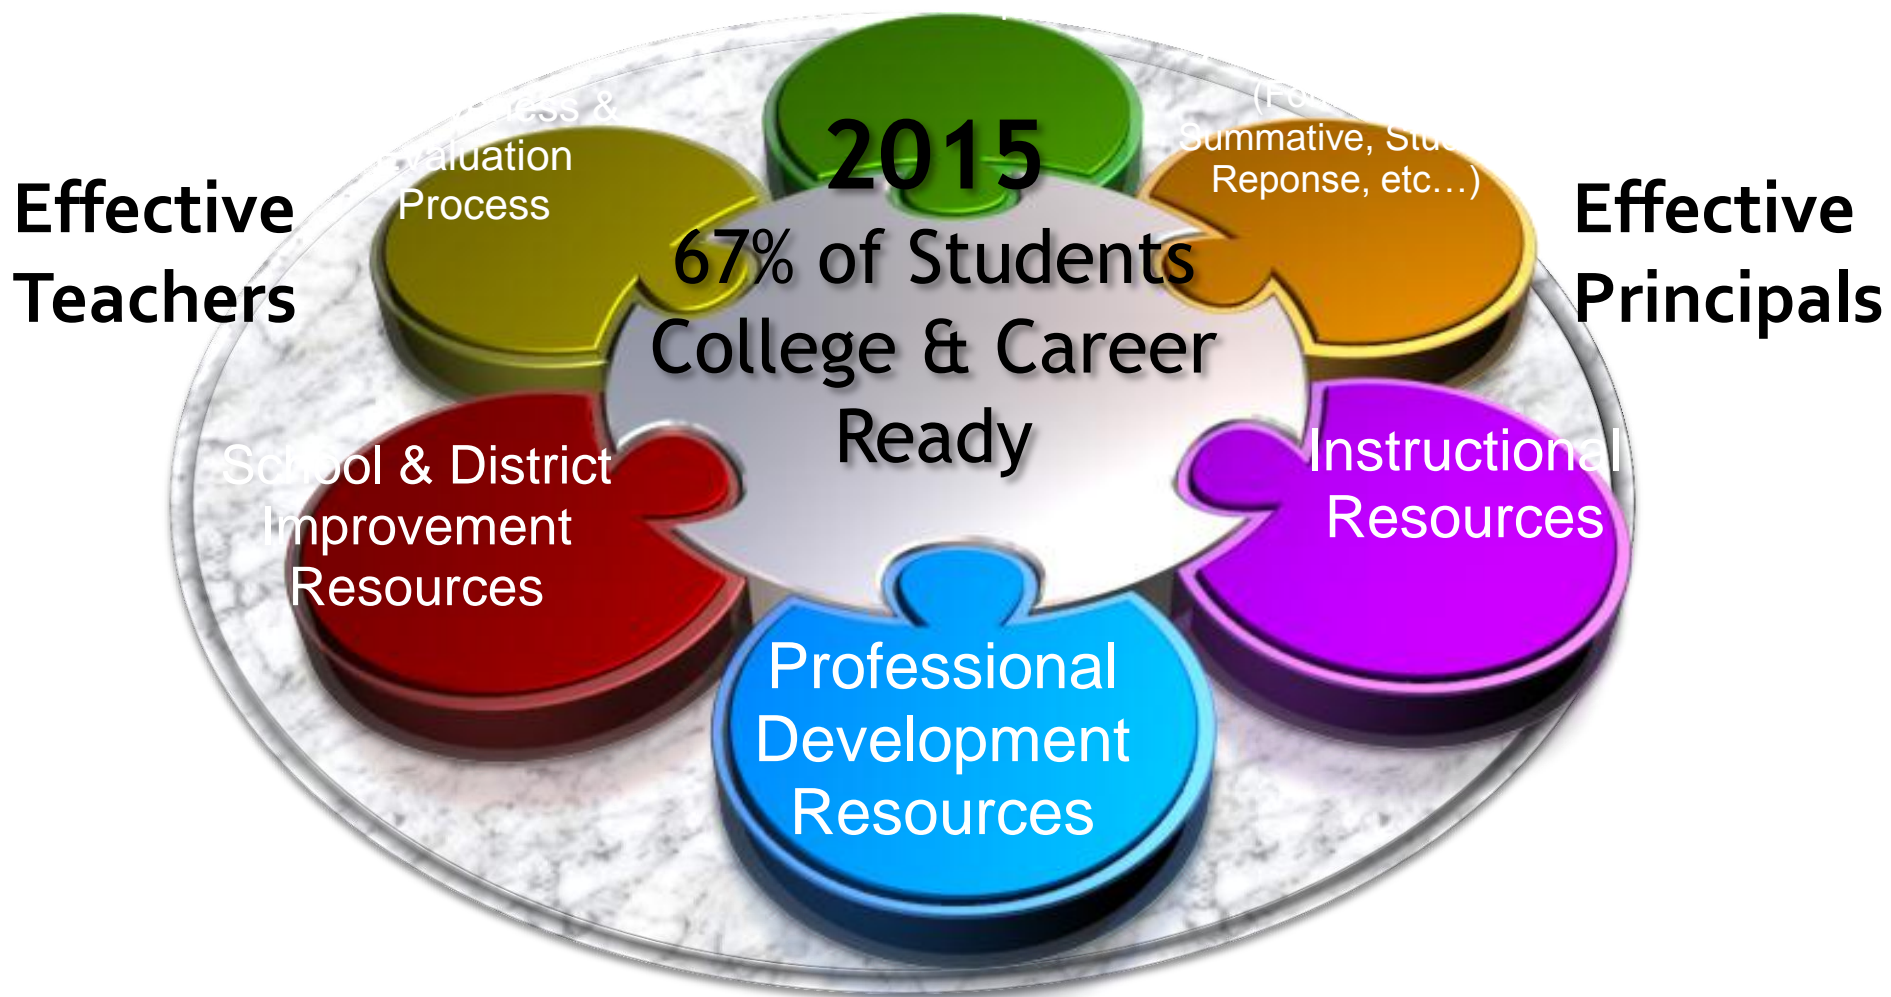 Effective
Teachers
&
Evaluation
Process
2015
67% of Students
College & Career
Ready
Summative,
Reponse, etc…)
Effective
Principals
School & District
Improvement
Resources
Instructional
Resources
Professional
Development
Resources